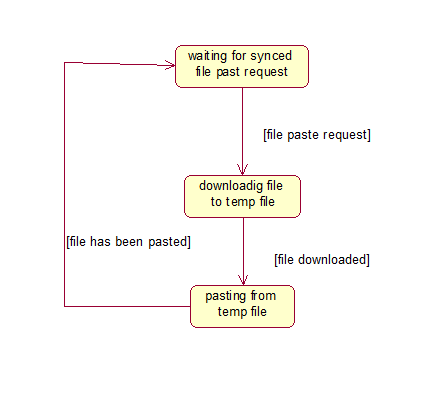 waiting for synced
file past request
[file paste request]
downloadig file
to temp file
[file has been pasted]
[file downloaded]
pasting from
temp file